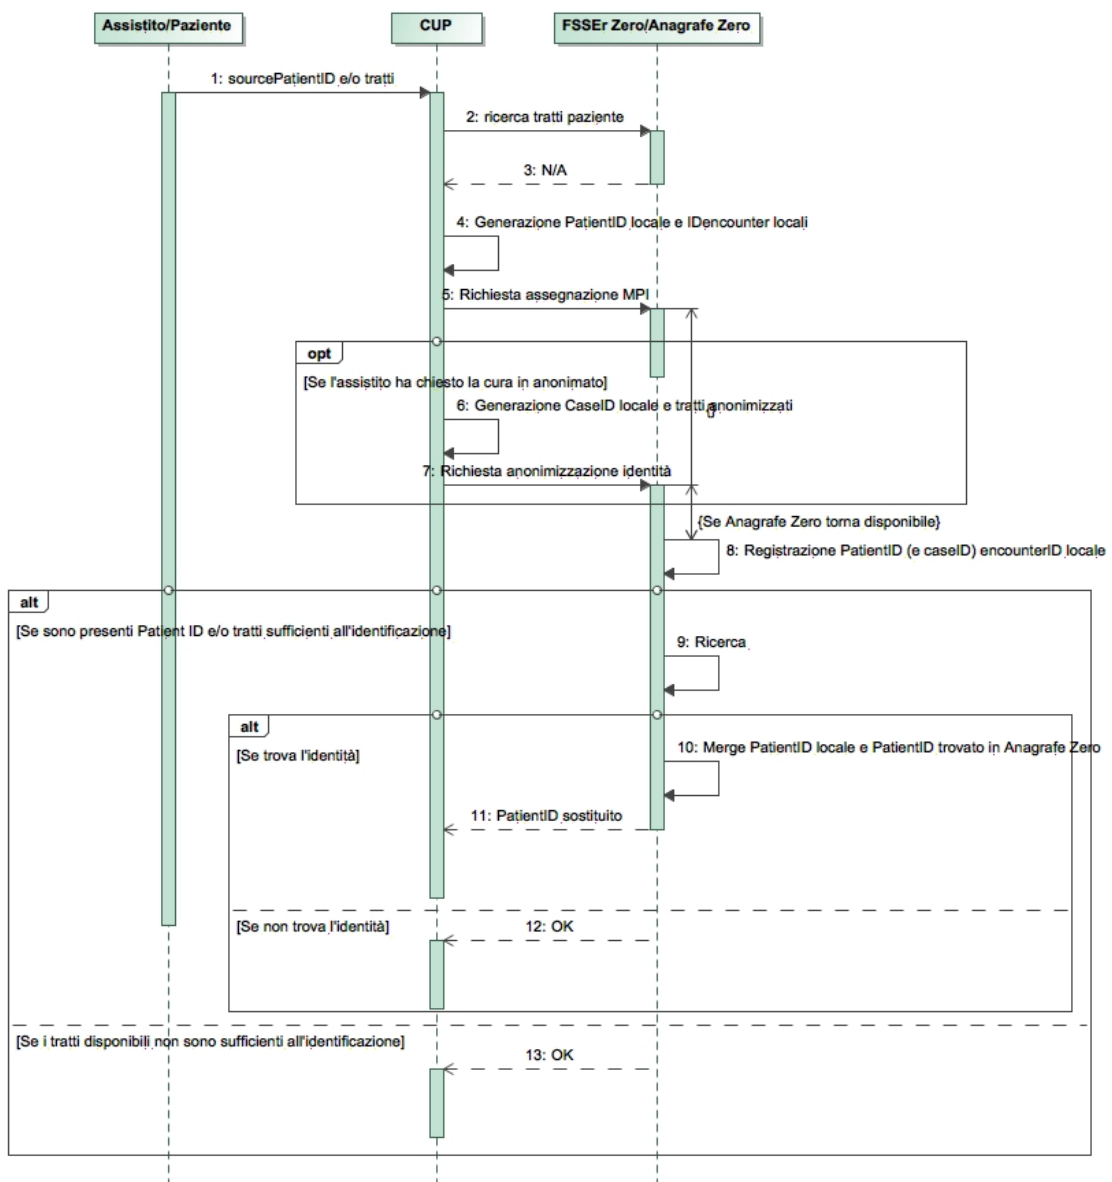 Assistito/Paziente
CUP
FSSEr Zero/Anagrafe Zero
1: sourcePatientID e/o tratti
2: ricerca tratti paziente
3: N/A
4: Generazione PatientID locale e IDencounter locali
5: Richiesta assegnazione MPI
opt
[Se l'assistito ha chiesto la cura in anonimato]
6: Generazione CaseID locale e tratti anonimizzati
{}
7: Richiesta anonimizzazione identità
{Se Anagrafe Zero torna disponibile}
8: Registrazione PatientID (e caseID) encounterID locale
alt
[Se sono presenti Patient ID e/o tratti sufficienti all'identificazione]
9: Ricerca
alt
[Se trova l'identità]
10: Merge PatientID locale e PatientID trovato in Anagrafe Zero
11: PatientID sostituito
[Se non trova l'identità]
12: OK
[Se i tratti disponibili non sono sufficienti all'identificazione]
13: OK